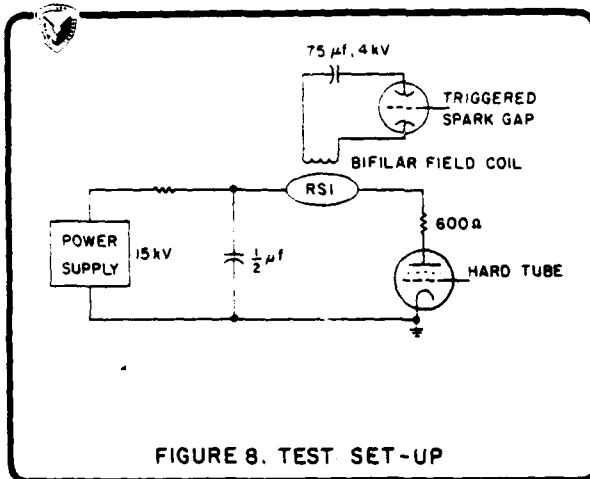 75 μf, 4kV
TRIGGERED
SPARK GAP
BIFILAR FIELD COIL
RSI
600Ω
POWER
SUPPLY
15kV
1/2 μf
HARD TUBE
FIGURE 8. TEST SET-UP